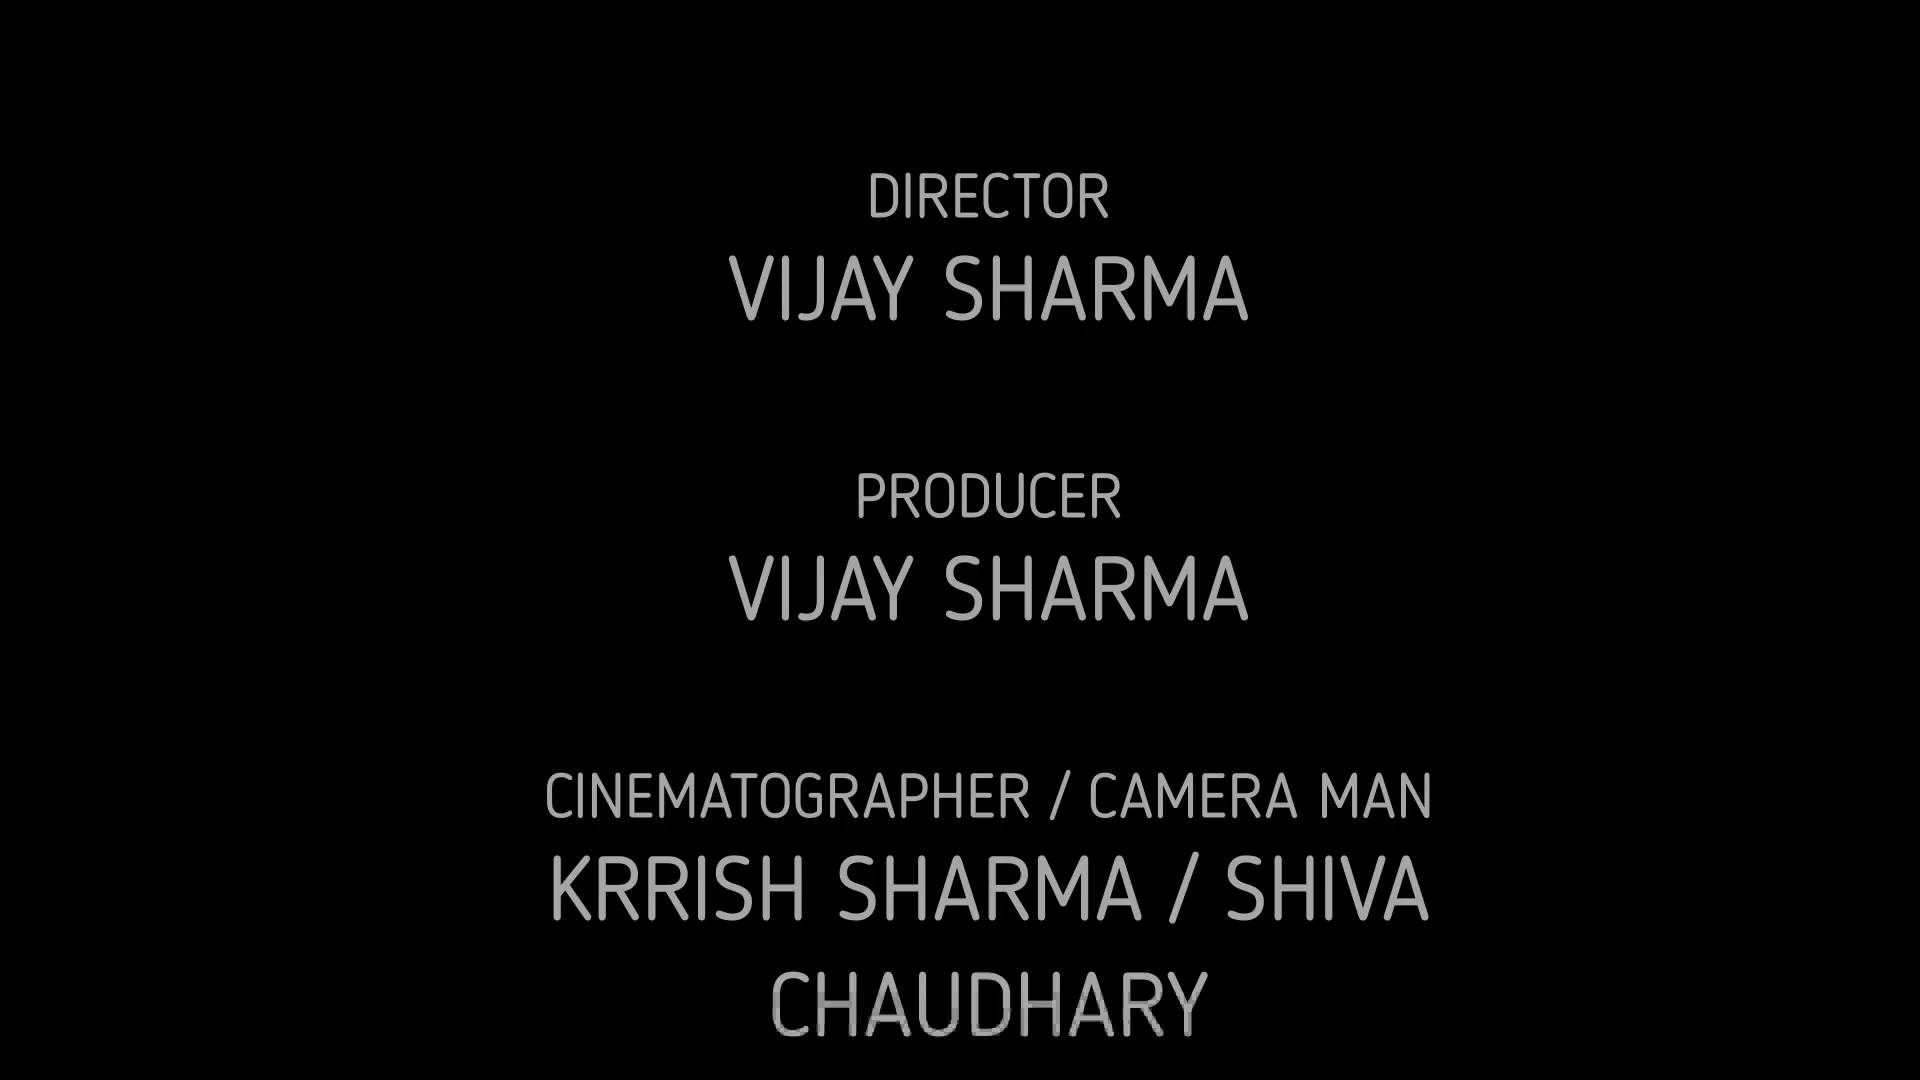 DIRECTOR
VIJAY SHARMA
PRODUCER
VIJAY SHARMA
CINEMATOGRAPHER / CAMERA MAN
KRRISH SHARMA / SHIVA
CHAUDHARY